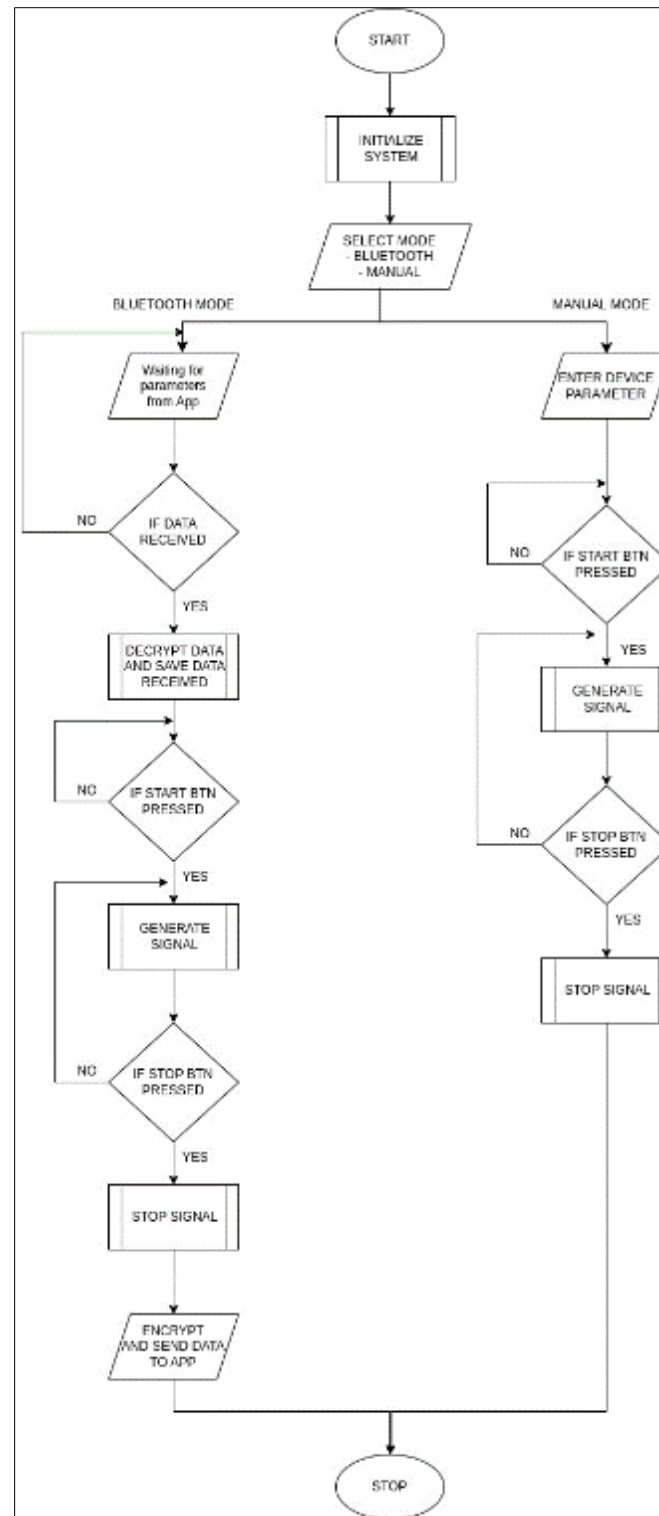 START
INITIALIZE
SYSTEM
SELECT MODE
- BLUETOOTH
- MANUAL
BLUETOOTH MODE
Waiting for
parameters
from App
NO
IF DATA
RECEIVED
YES
DECRYPT DATA
AND SAVE DATA
RECEIVED
NO
IF START BTN
PRESSED
YES
GENERATE
SIGNAL
NO
IF STOP BTN
PRESSED
YES
STOP SIGNAL
ENCRYPT
AND SEND DATA
TO APP
MANUAL MODE
ENTER DEVICE
PARAMETER
NO
IF START BTN
PRESSED
YES
GENERATE
SIGNAL
NO
IF STOP BTN
PRESSED
YES
STOP SIGNAL
STOP